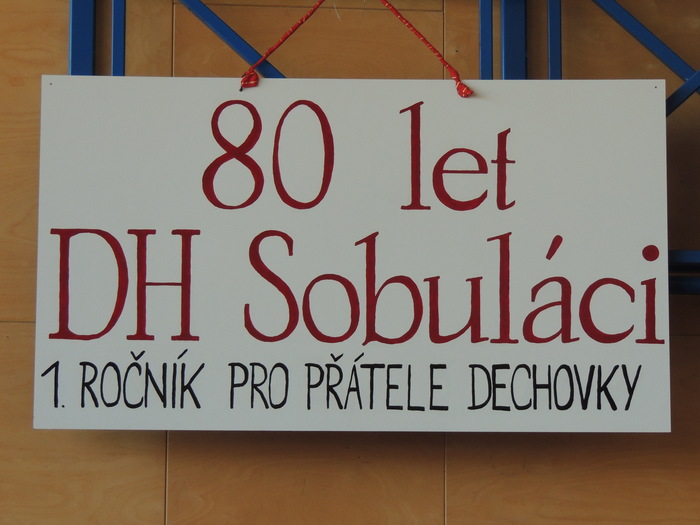 80 let
DH Sobuláci
1. ROČNÍK PRO PŘÁTELE DECHOVKY